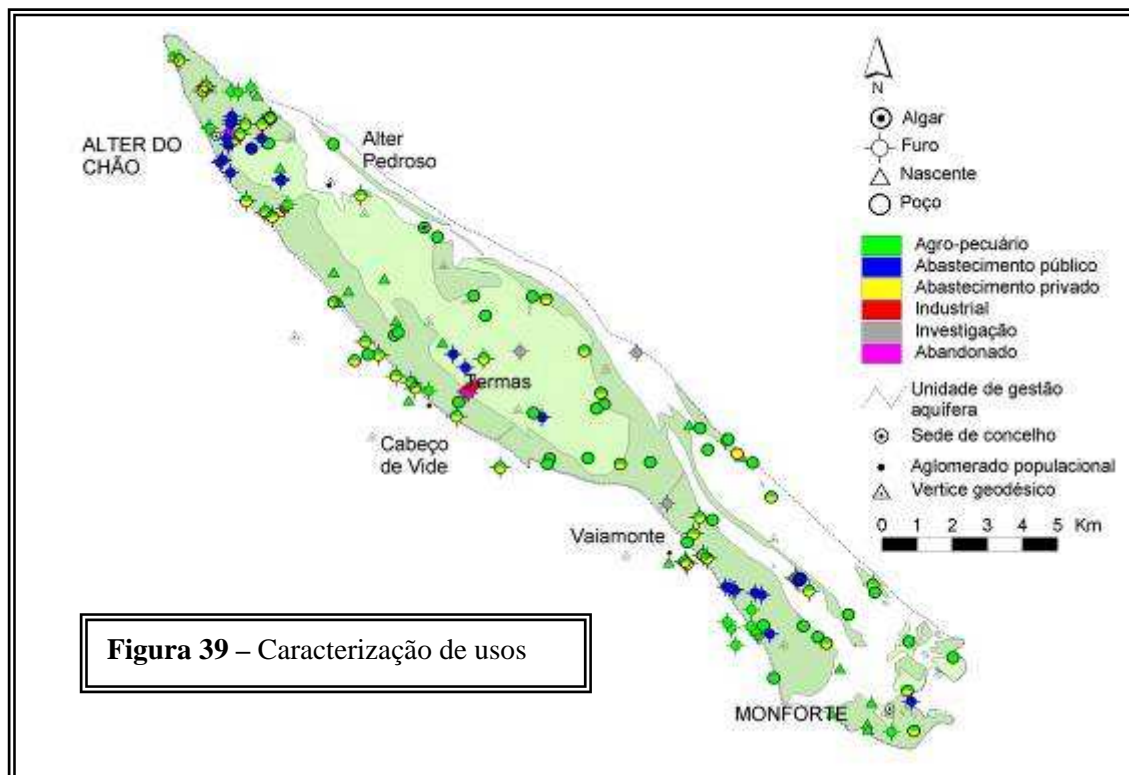 ALTER DO
CHÃO
Alter
Pedroso
Termas
Cabeço
de Vide
Vaiamonte
MONFORTE
N
Algar
Furo
Nascente
Poço
Agro-pecuário
Abastecimento público
Abastecimento privado
Industrial
Investigação
Abandonado
Unidade de gestão
aquífera
Sede de concelho
Aglomerado populacional
Vertice geodésico
0 1 2 3 4 5 Km
Figura 39 – Caracterização de usos